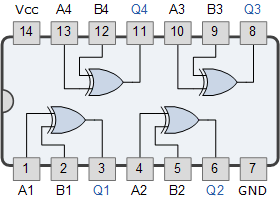 Vcc A4 B4 Q4 A3 B3 Q3
14 13 12 11 10 9 8
1 2 3 4 5 6 7
A1 B1 Q1 A2 B2 Q2 GND